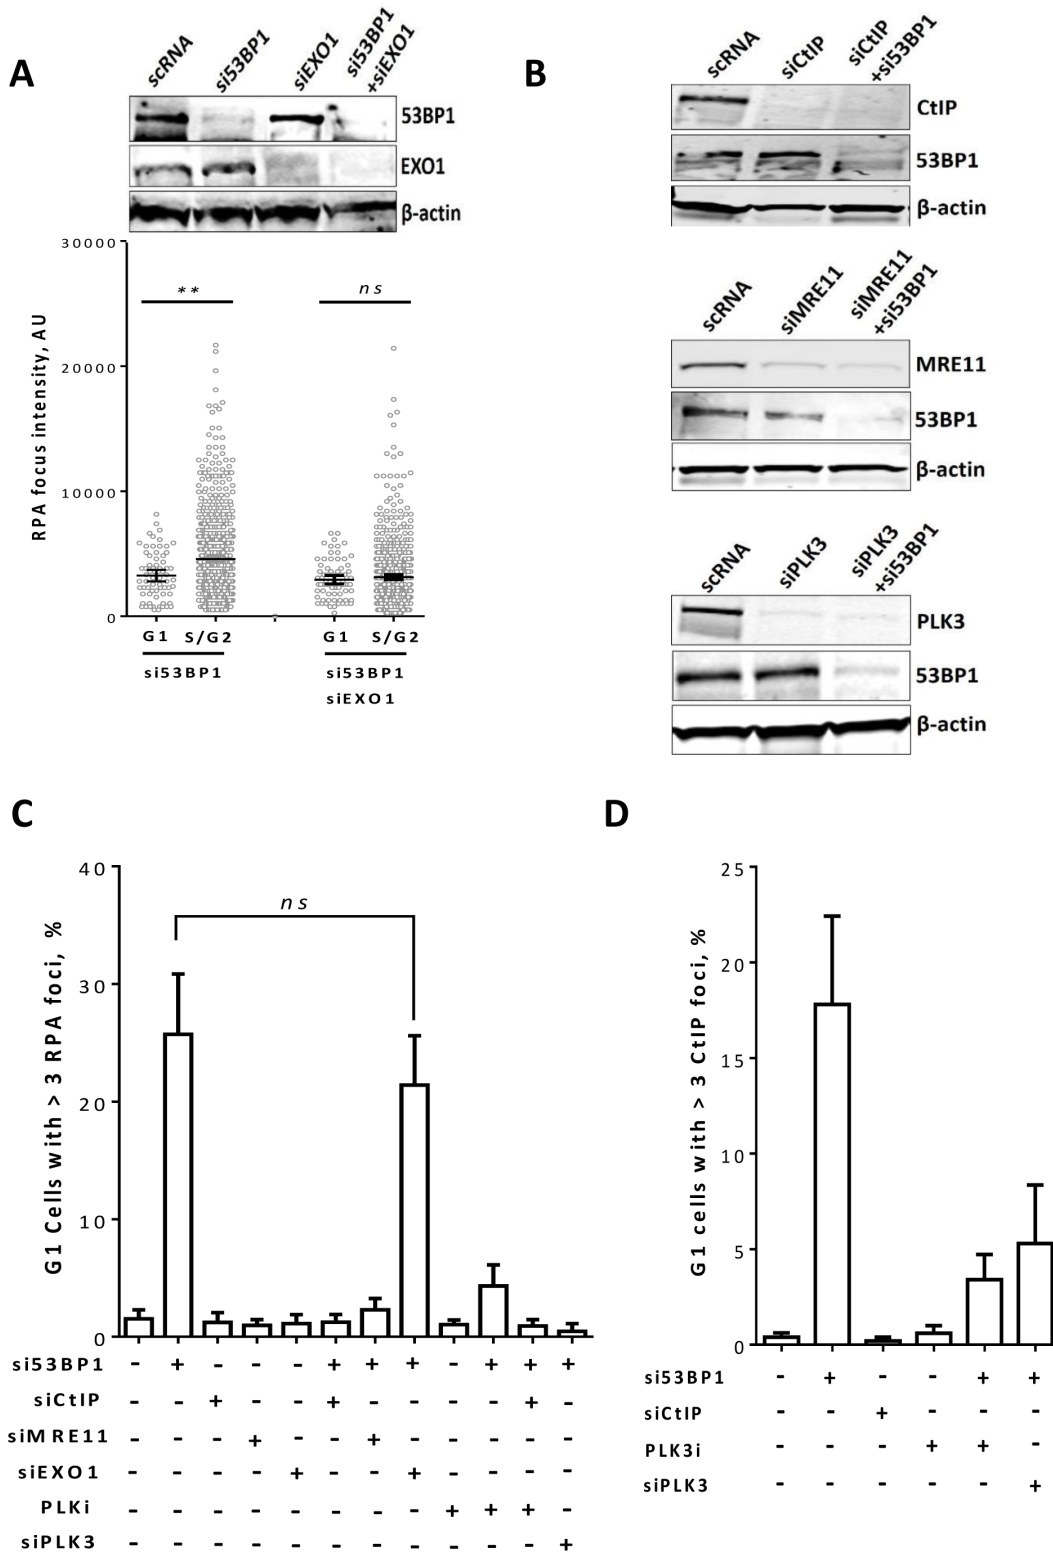 A
scRNA
si53BP1
siEXO1
si53BP1
+siEXO1
53BP1
EXO1
β-actin
RPA focus intensity, AU
30000
20000
10000
0
**
ns
G1
S/G2
G1
S/G2
si53BP1
si53BP1
siEXO1
B
scRNA
siCtIP
siCtIP
+si53BP1
CtIP
53BP1
β-actin
scRNA
siMRE11
siMRE11
+si53BP1
MRE11
53BP1
β-actin
scRNA
siPLK3
siPLK3
+si53BP1
PLK3
53BP1
β-actin
C
G1 Cells with > 3 RPA foci, %
40
30
20
10
0
ns
si53BP1 - + - - - + + + - + + +
siCtIP - - + - - + - - - - + -
siMRE11 - - - + - - + - - - - -
siEXO1 - - - - + - - + - - - -
PLKi - - - - - - - - + + + -
siPLK3 - - - - - - - - - - - +
D
G1 cells with > 3 CtIP foci, %
25
20
15
10
5
0
si53BP1 - + - - + +
siCtIP - - + - - -
PLK3i - - - + + -
siPLK3 - - - - - +